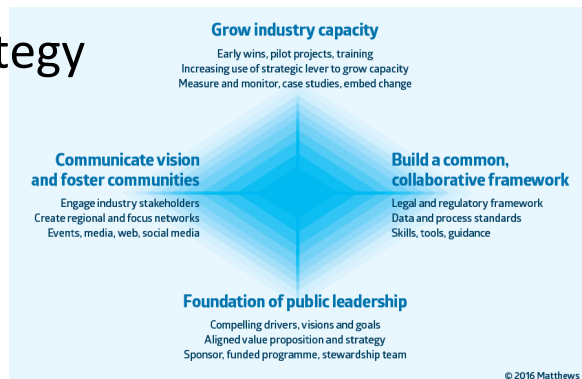 tegy
Grow industry capacity
Early wins, pilot projects, training
Increasing use of strategic lever to grow capacity
Measure and monitor, case studies, embed change
Communicate vision
and foster communities
Engage industry stakeholders
Create regional and focus networks
Events, media, web, social media
Build a common,
collaborative framework
Legal and regulatory framework
Data and process standards
Skills, tools, guidance
Foundation of public leadership
Compelling drivers, visions and goals
Aligned value proposition and strategy
Sponsor, funded programme, stewardship team
© 2016 Matthews